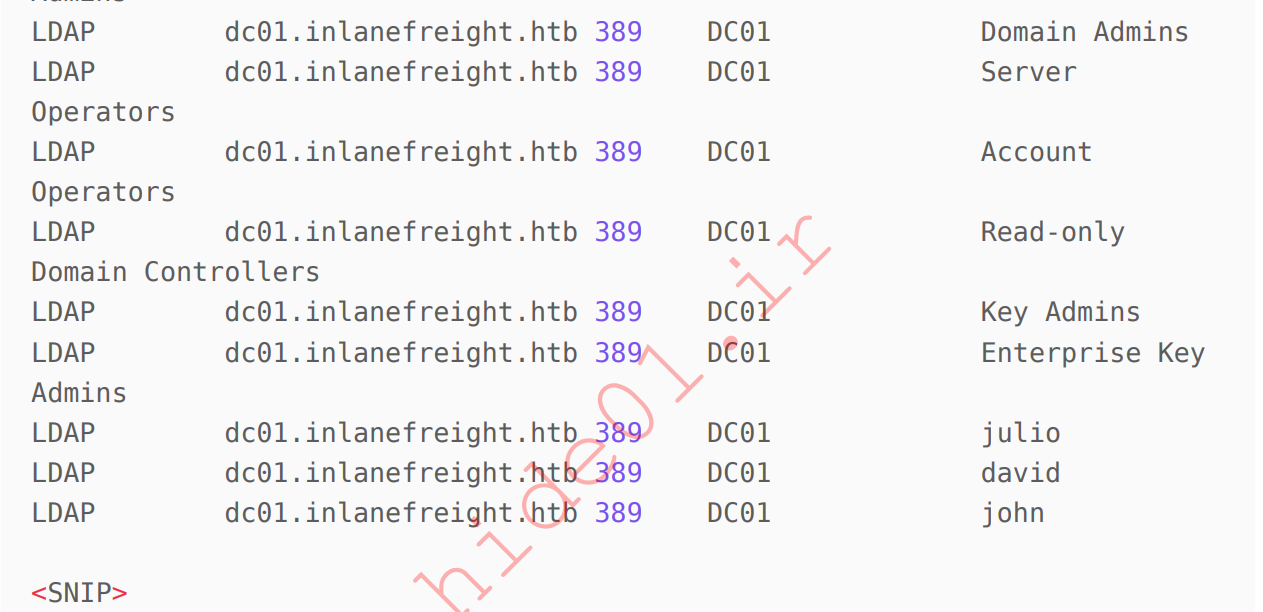 Admins
LDAP dc01.inlanefreight.htb 389 DC01 Domain Admins
LDAP dc01.inlanefreight.htb 389 DC01 Server
Operators
LDAP dc01.inlanefreight.htb 389 DC01 Account
Operators
LDAP dc01.inlanefreight.htb 389 DC01 Read-only
Domain Controllers
LDAP dc01.inlanefreight.htb 389 DC01 Key Admins
LDAP dc01.inlanefreight.htb 389 DC01 Enterprise Key
Admins
LDAP dc01.inlanefreight.htb 389 DC01 julio
LDAP dc01.inlanefreight.htb 389 DC01 david
LDAP dc01.inlanefreight.htb 389 DC01 john
<SNIP>
hide01.ir